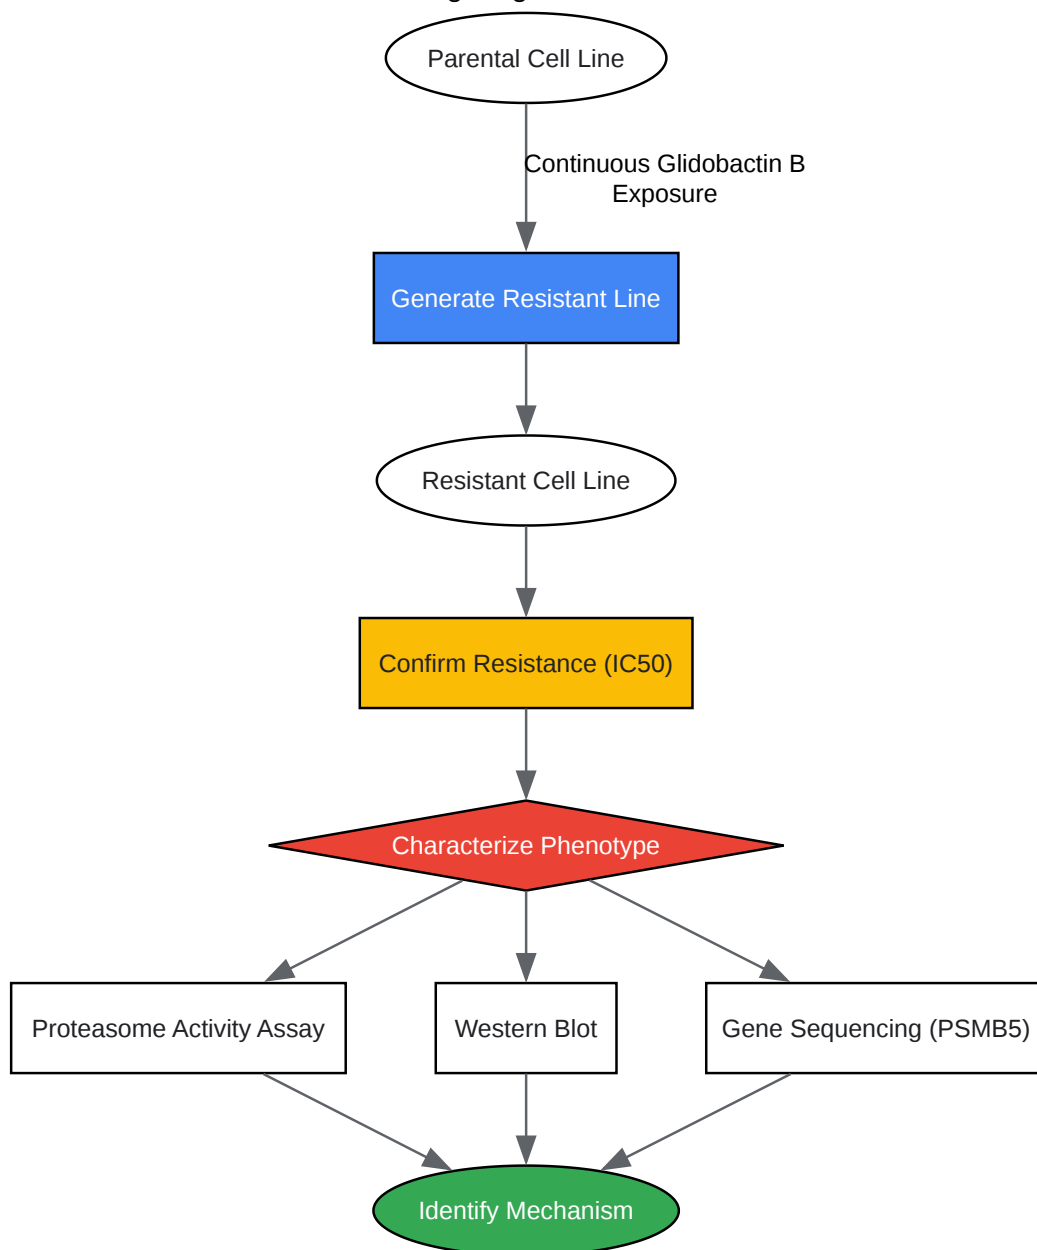 Parental Cell Line
Continuous Glidobactin B
Exposure
Generate Resistant Line
Resistant Cell Line
Confirm Resistance (IC50)
Characterize Phenotype
Proteasome Activity Assay
Western Blot
Gene Sequencing (PSMB5)
Identify Mechanism